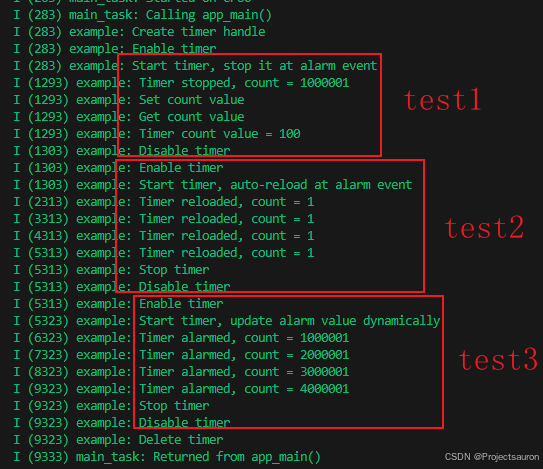 I (283) main_task: Calling app_main()
I (283) example: Create timer handle
I (283) example: Enable timer
I (283) example: Start timer, stop it at alarm event
I (1293) example: Timer stopped, count = 1000001
I (1293) example: Set count value
I (1293) example: Get count value
I (1293) example: Timer count value = 100
I (1303) example: Disable timer
test1
I (1303) example: Enable timer
I (1303) example: Start timer, auto-reload at alarm event
I (2313) example: Timer reloaded, count = 1
I (3313) example: Timer reloaded, count = 1
I (4313) example: Timer reloaded, count = 1
I (5313) example: Timer reloaded, count = 1
I (5313) example: Stop timer
I (5313) example: Disable timer
test2
I (5313) example: Enable timer
I (5323) example: Start timer, update alarm value dynamically
I (6323) example: Timer alarmed, count = 1000001
I (7323) example: Timer alarmed, count = 2000001
I (8323) example: Timer alarmed, count = 3000001
I (9323) example: Timer alarmed, count = 4000001
I (9323) example: Stop timer
I (9323) example: Disable timer
test3
I (9323) example: Delete timer
I (9333) main_task: Returned from app_main()
CSDN @Projectsauron